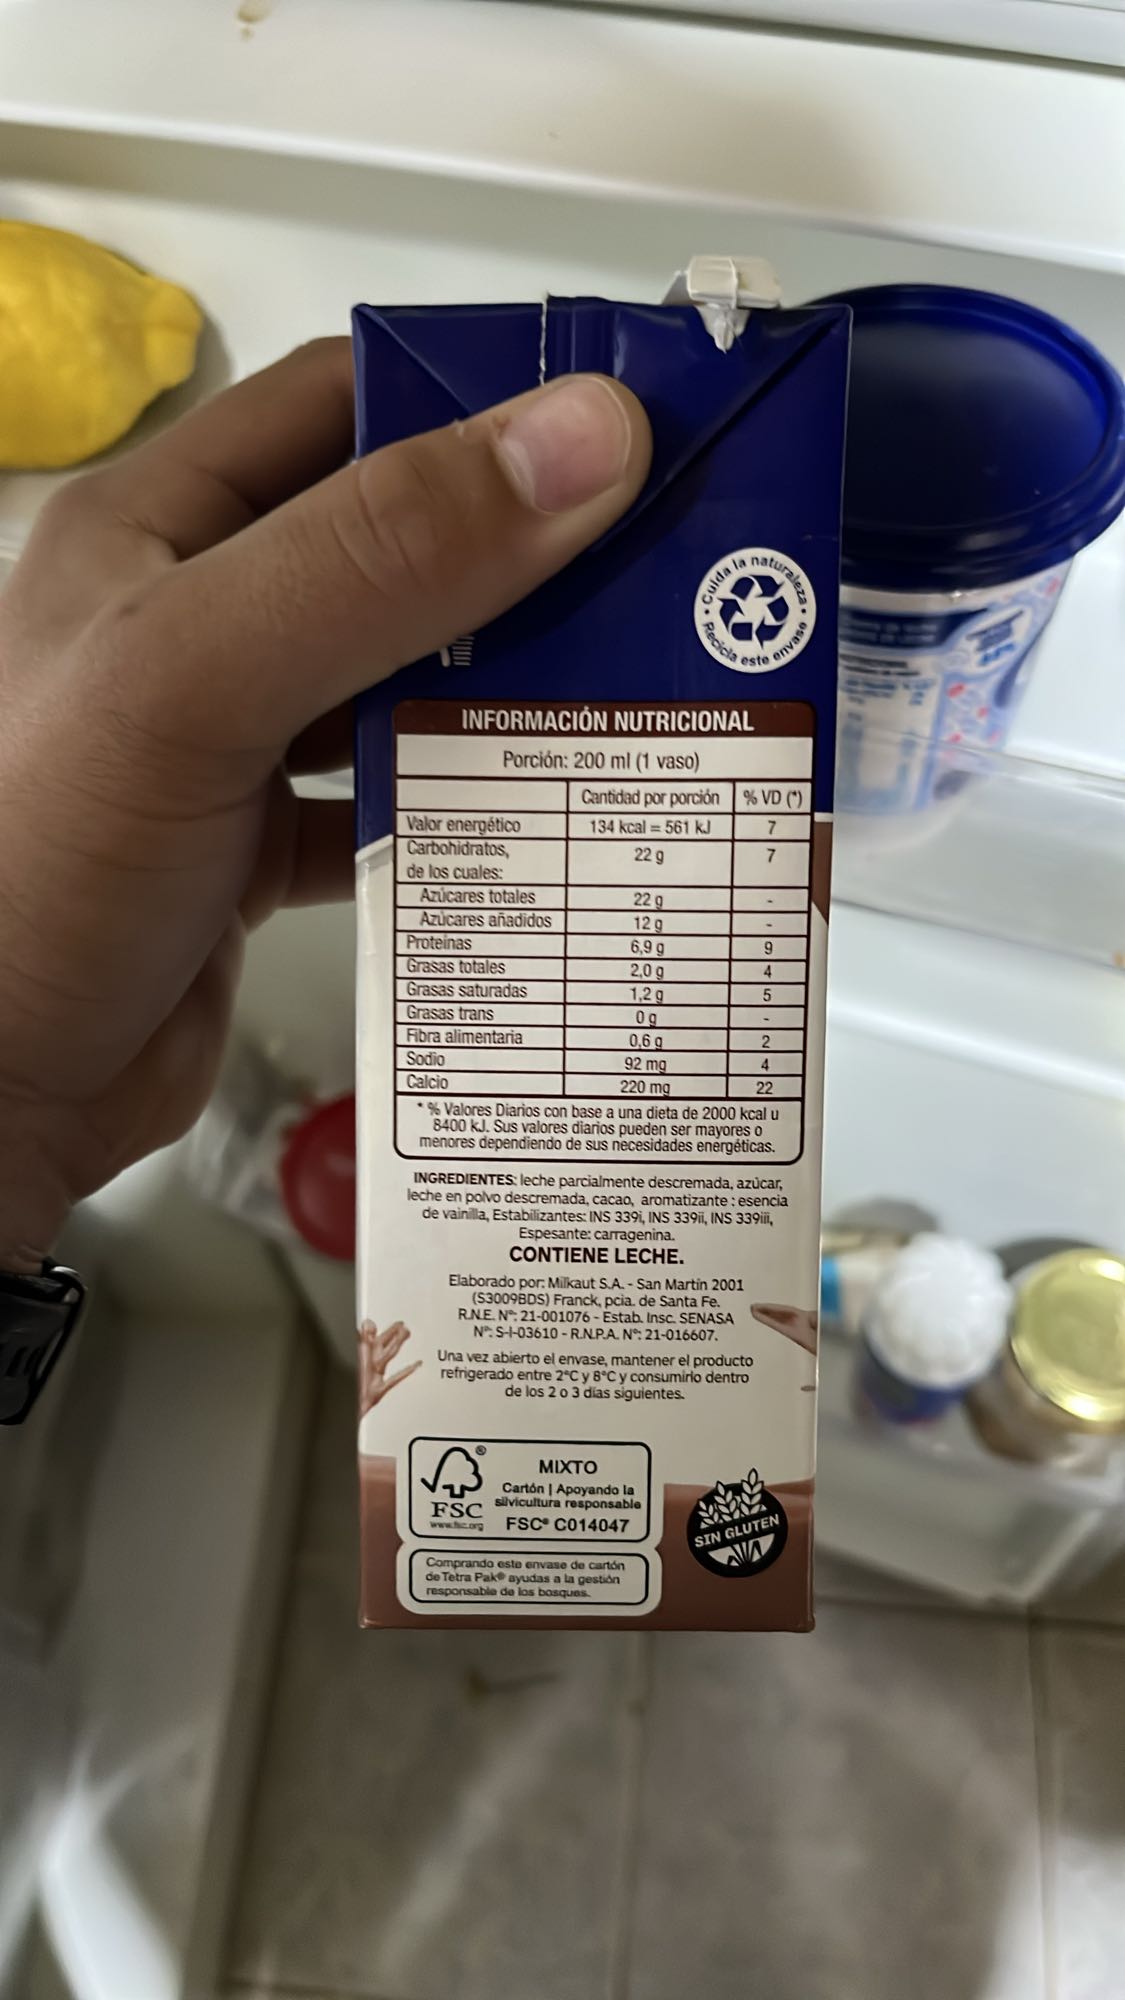 Cuida la naturaleza
Recicla este envase
INFORMACIÓN NUTRICIONAL
Porción: 200 ml (1 vaso)
Cantidad por porción % VD (*)
Valor energético 134 kcal = 561 kJ 7
Carbohidratos, 22 g 7
de los cuales:
Azúcares totales 22 g -
Azúcares añadidos 12 g -
Proteínas 6,9 g 9
Grasas totales 2,0 g 4
Grasas saturadas 1,2 g 5
Grasas trans 0 g -
Fibra alimentaria 0,6 g 2
Sodio 92 mg 4
Calcio 220 mg 22
* % Valores Diarios con base a una dieta de 2000 kcal u
8400 kJ. Sus valores diarios pueden ser mayores o
menores dependiendo de sus necesidades energéticas.
INGREDIENTES: leche parcialmente descremada, azúcar,
leche en polvo descremada, cacao, aromatizante : esencia
de vainilla, Estabilizantes: INS 339i, INS 339ii, INS 339iii,
Espesante: carragenina.
CONTIENE LECHE.
Elaborado por: Milkaut S.A. - San Martín 2001
(S3009BDS) Franck, pcia. de Santa Fe.
R.N.E. N°: 21-001076 - Estab. Insc. SENASA
N°: S-I-03610 - R.N.P.A. N°: 21-016607.
Una vez abierto el envase, mantener el producto
refrigerado entre 2°C y 8°C y consumirlo dentro
de los 2 o 3 días siguientes.
FSC®
www.fsc.org
MIXTO
Cartón | Apoyando la
silvicultura responsable
FSC® C014047
SIN GLUTEN
Comprando este envase de cartón
de Tetra Pak® ayudas a la gestión
responsable de los bosques.